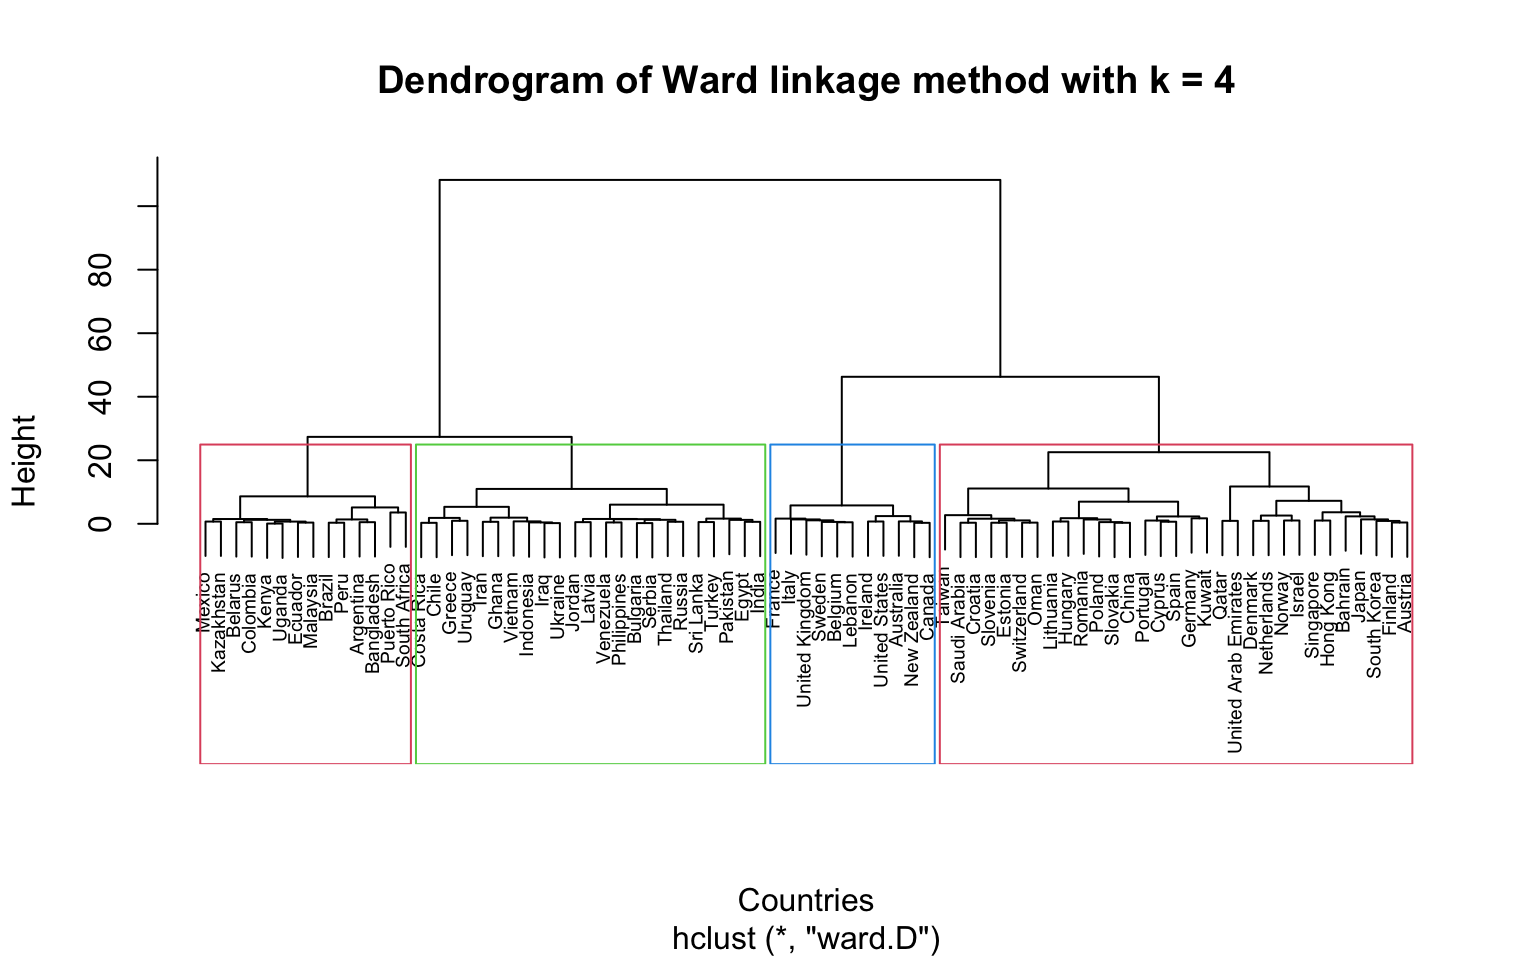 Dendrogram of Ward linkage method with k = 4
Height
0
20
40
60
80
Mexico
Kazakhstan
Belarus
Colombia
Kenya
Uganda
Ecuador
Malaysia
Brazil
Peru
Argentina
Bangladesh
Puerto Rico
South Africa
Costa Rica
Chile
Greece
Uruguay
Iran
Ghana
Vietnam
Indonesia
Iraq
Ukraine
Jordan
Latvia
Venezuela
Philippines
Bulgaria
Serbia
Thailand
Russia
Sri Lanka
Turkey
Pakistan
Egypt
India
France
Italy
United Kingdom
Sweden
Belgium
Lebanon
Ireland
United States
Australia
New Zealand
Canada
Taiwan
Saudi Arabia
Croatia
Slovenia
Estonia
Switzerland
Oman
Lithuania
Hungary
Romania
Poland
Slovakia
China
Portugal
Cyprus
Spain
Germany
Kuwait
Qatar
United Arab Emirates
Denmark
Netherlands
Norway
Israel
Singapore
Hong Kong
Bahrain
Japan
South Korea
Finland
Austria
Countries
hclust (*, "ward.D")